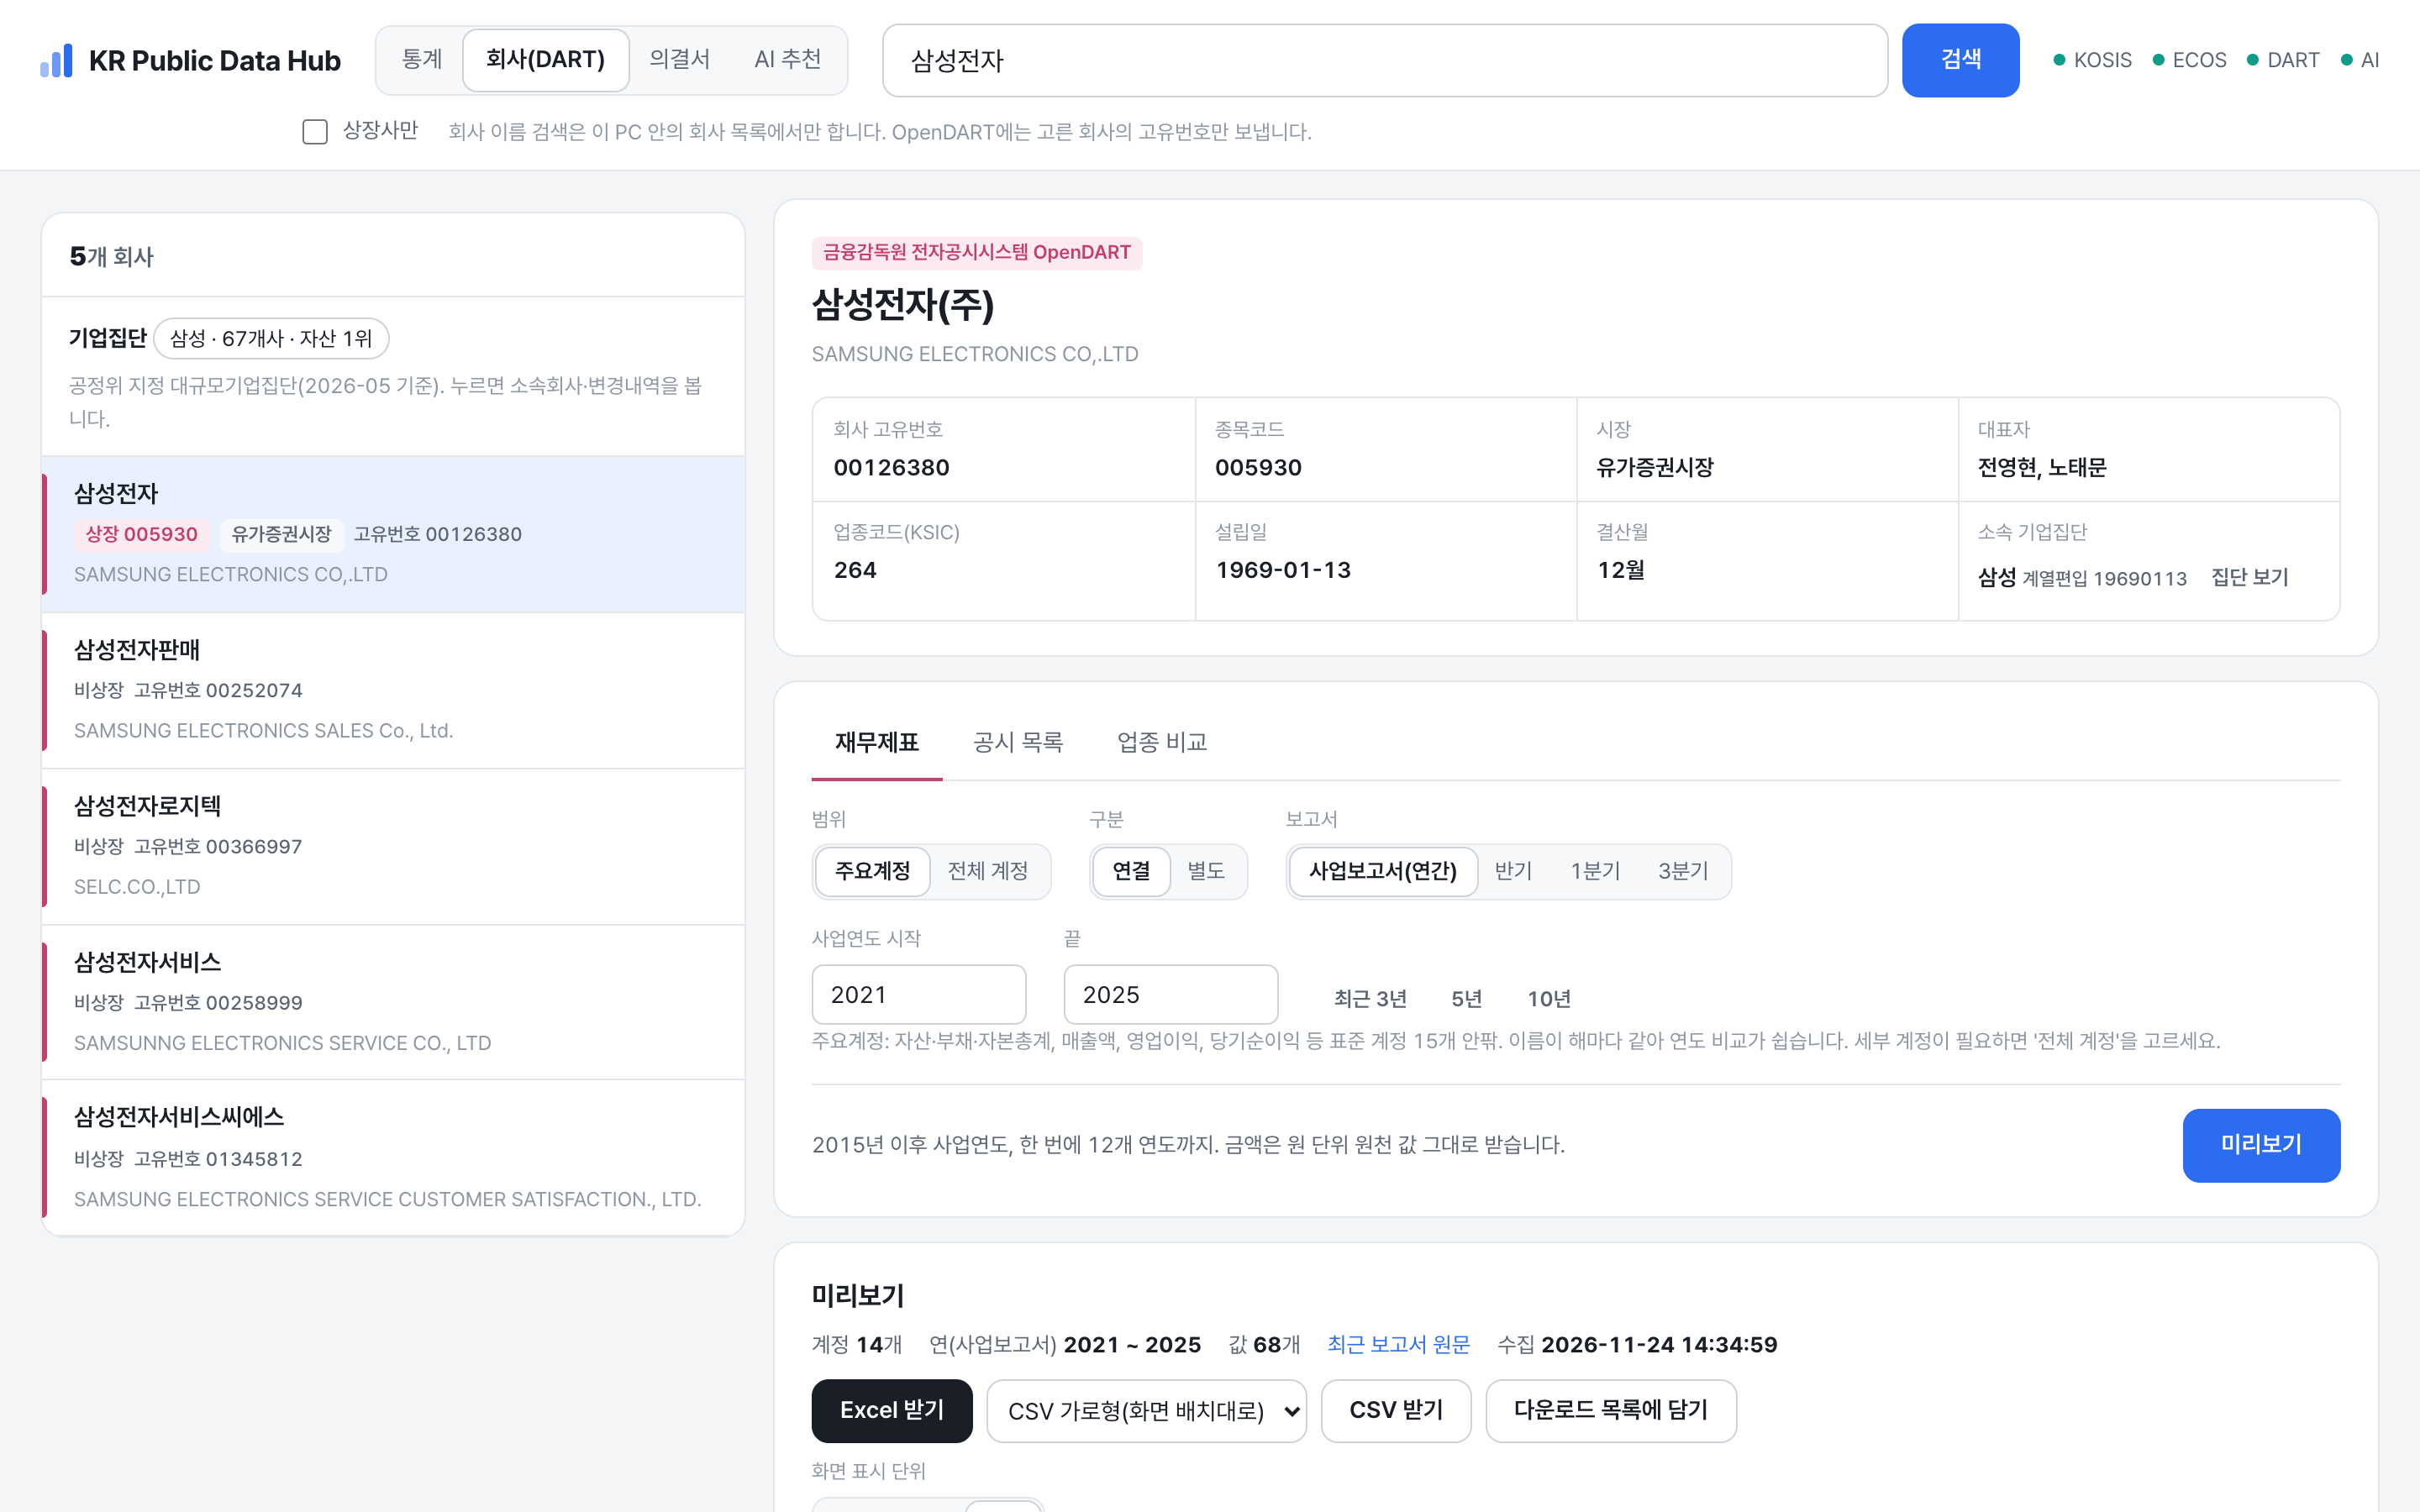 KR Public Data Hub
통계 회사(DART) 의결서 AI 추천
삼성전자
검색
KOSIS ECOS DART AI
상장사만 회사 이름 검색은 이 PC 안의 회사 목록에서만 합니다. OpenDART에는 고른 회사의 고유번호만 보냅니다.
5개 회사
기업집단 삼성 · 67개사 · 자산 1위
공정위 지정 대규모기업집단(2026-05 기준). 누르면 소속회사·변경내역을 봅
니다.
삼성전자
상장 005930 유가증권시장 고유번호 00126380
SAMSUNG ELECTRONICS CO,.LTD
삼성전자판매
비상장 고유번호 00252074
SAMSUNG ELECTRONICS SALES Co., Ltd.
삼성전자로지텍
비상장 고유번호 00366997
SELC.CO.,LTD
삼성전자서비스
비상장 고유번호 00258999
SAMSUNNG ELECTRONICS SERVICE CO., LTD
삼성전자서비스씨에스
비상장 고유번호 01345812
SAMSUNG ELECTRONICS SERVICE CUSTOMER SATISFACTION., LTD.
금융감독원 전자공시시스템 OpenDART
삼성전자(주)
SAMSUNG ELECTRONICS CO,.LTD
회사 고유번호 종목코드 시장 대표자
00126380 005930 유가증권시장 전영현, 노태문
업종코드(KSIC) 설립일 결산월 소속 기업집단
264 1969-01-13 12월 삼성 계열편입 19690113 집단 보기
재무제표 공시 목록 업종 비교
범위 구분 보고서
주요계정 전체 계정 연결 별도 사업보고서(연간) 반기 1분기 3분기
사업연도 시작 끝
2021 2025 최근 3년 5년 10년
주요계정: 자산·부채·자본총계, 매출액, 영업이익, 당기순이익 등 표준 계정 15개 안팎. 이름이 해마다 같아 연도 비교가 쉽습니다. 세부 계정이 필요하면 '전체 계정'을 고르세요.
2015년 이후 사업연도, 한 번에 12개 연도까지. 금액은 원 단위 원천 값 그대로 받습니다.
미리보기
미리보기
계정 14개 연(사업보고서) 2021 ~ 2025 값 68개 최근 보고서 원문 수집 2026-11-24 14:34:59
Excel 받기 CSV 가로형(화면 배치대로) CSV 받기 다운로드 목록에 담기
화면 표시 단위